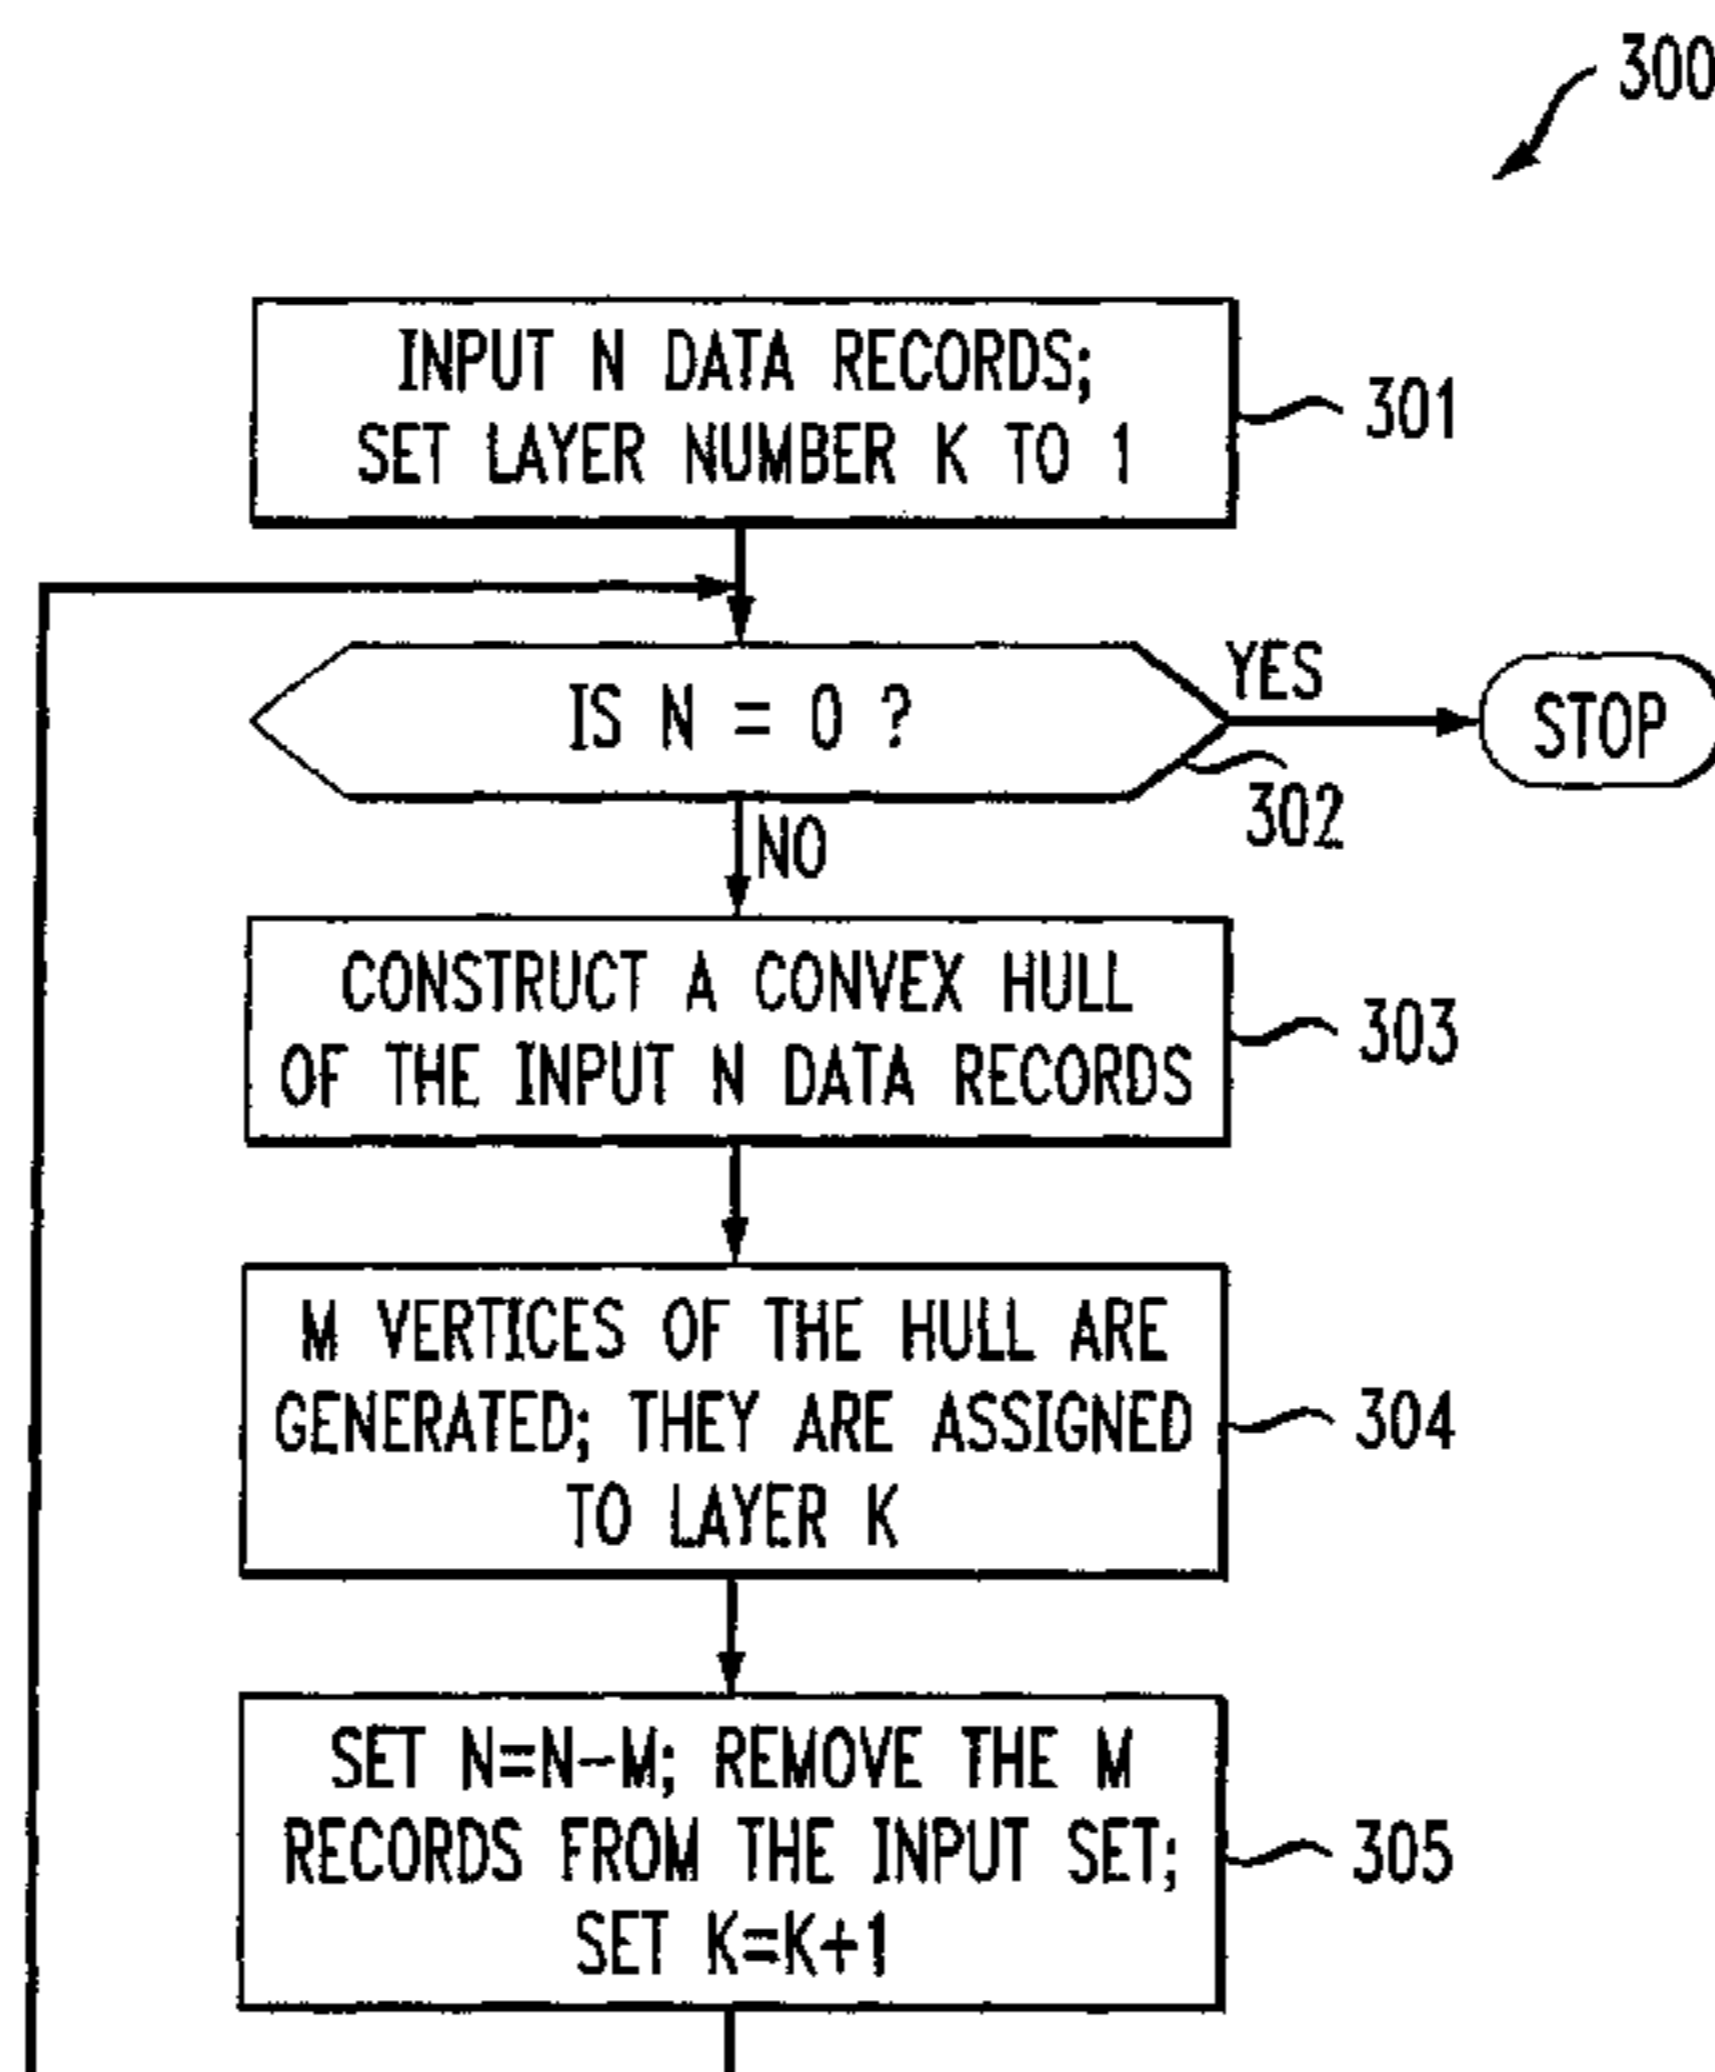 300
INPUT N DATA RECORDS;
SET LAYER NUMBER K TO 1
301
IS N = 0 ?
YES
STOP
302
NO
CONSTRUCT A CONVEX HULL
OF THE INPUT N DATA RECORDS
303
M VERTICES OF THE HULL ARE
GENERATED; THEY ARE ASSIGNED
TO LAYER K
304
SET N=N-M; REMOVE THE M
RECORDS FROM THE INPUT SET;
SET K=K+1
305